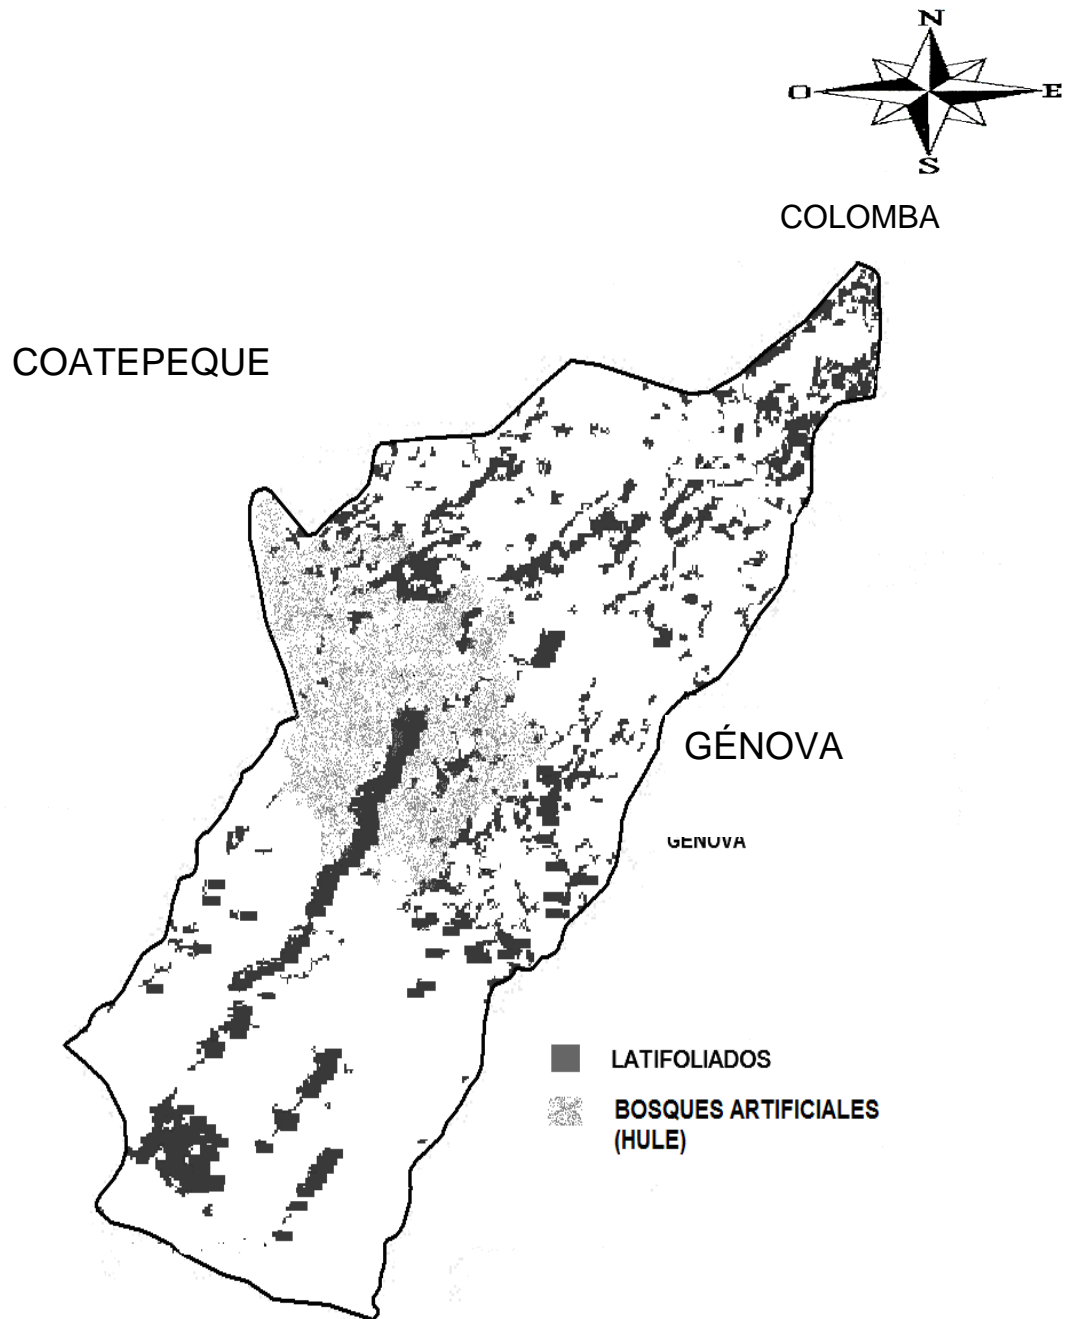 N
O E
S
COLOMBA
COATEPEQUE
GÉNOVA
GENOVA
LATIFOLIADOS
BOSQUES ARTIFICIALES
(HULE)